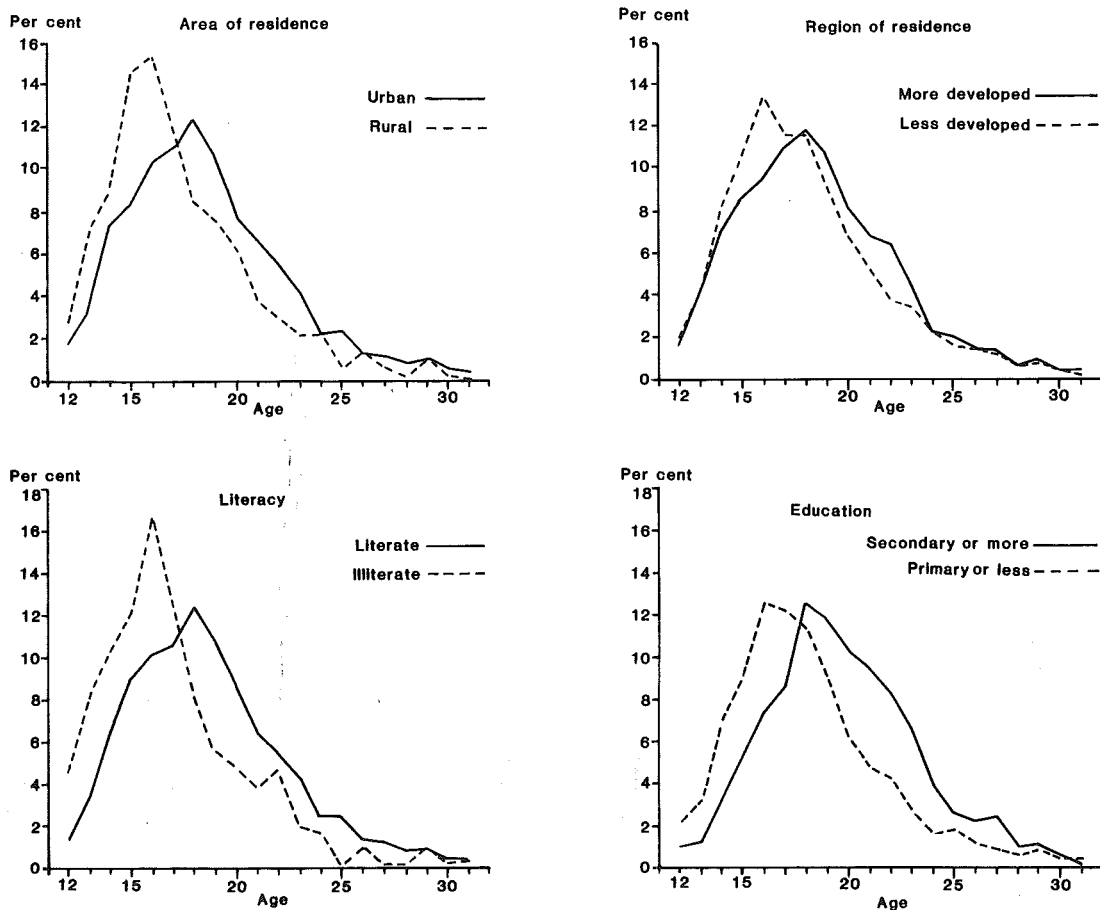 Per cent
Area of residence
16
14
12
10
8
6
4
2
0
Urban
Rural
12 15 20 25 30
Age
Per cent
Region of residence
16
14
12
10
8
6
4
2
0
More developed
Less developed
12 15 20 25 30
Age
Per cent
Literacy
18
16
14
12
10
8
6
4
2
0
Literate
Illiterate
12 15 20 25 30
Age
Per cent
Education
18
16
14
12
10
8
6
4
2
0
Secondary or more
Primary or less
12 15 20 25 30
Age